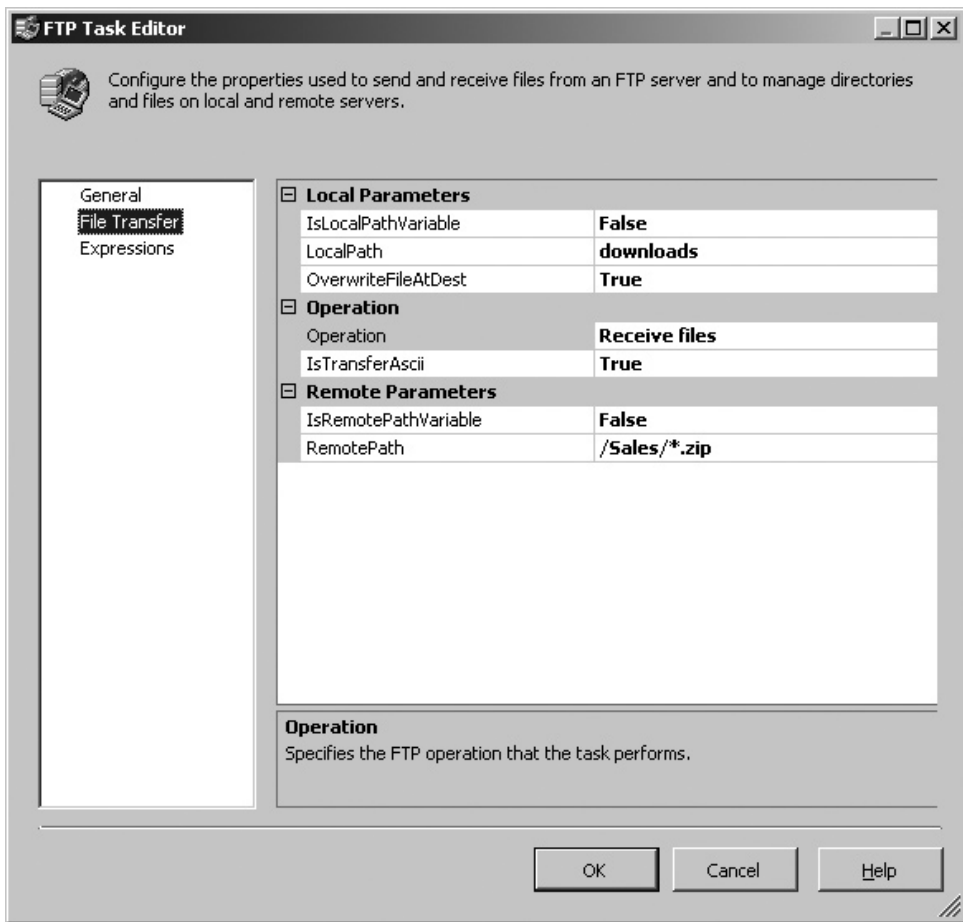 FTP Task Editor
Configure the properties used to send and receive files from an FTP server and to manage directories
and files on local and remote servers.
General
File Transfer
Expressions
Local Parameters
IsLocalPathVariable False
LocalPath downloads
OverwriteFileAtDest True
Operation
Operation Receive files
IsTransferAscii True
Remote Parameters
IsRemotePathVariable False
RemotePath /Sales/*.zip
Operation
Specifies the FTP operation that the task performs.
OK Cancel Help